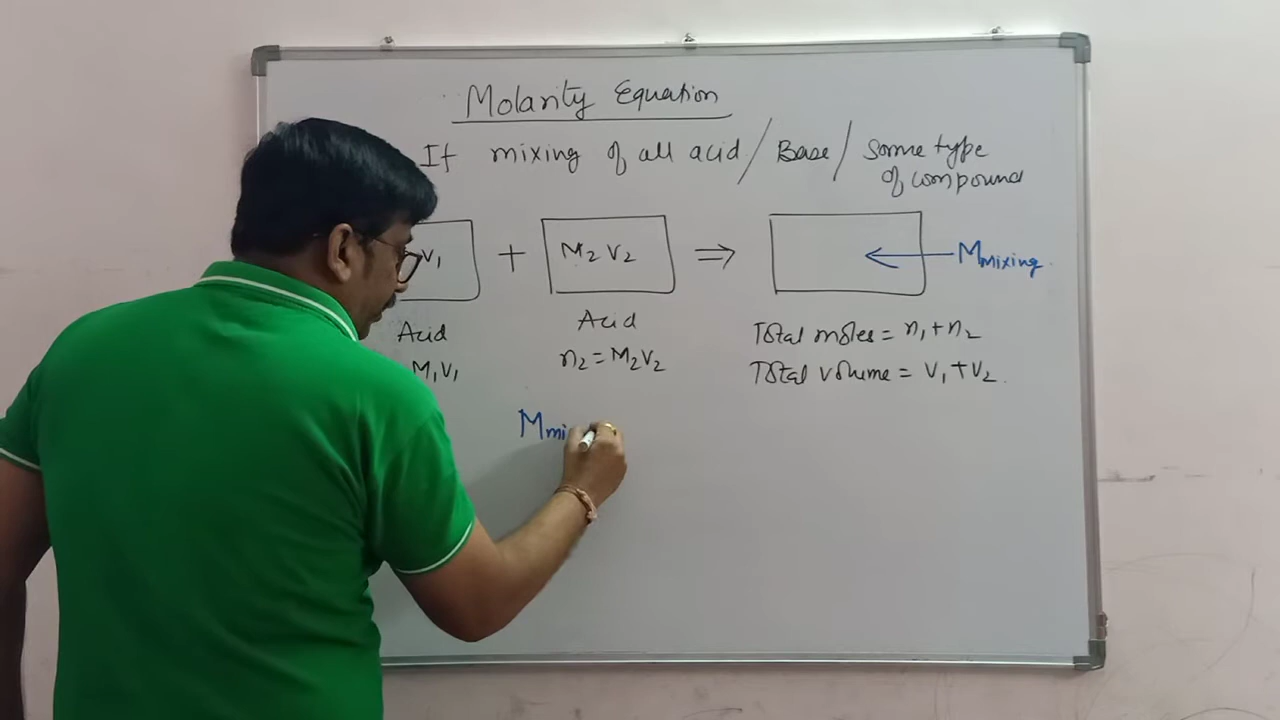 Molarity Equation
If mixing of all acid / Base / Same type
of compound
V₁ + M₂ V₂ ⇒ Mmixing
Acid Acid Total moles = n₁ + n₂
M₁V₁ n₂ = M₂V₂ Total volume = V₁ + V₂
Mmi